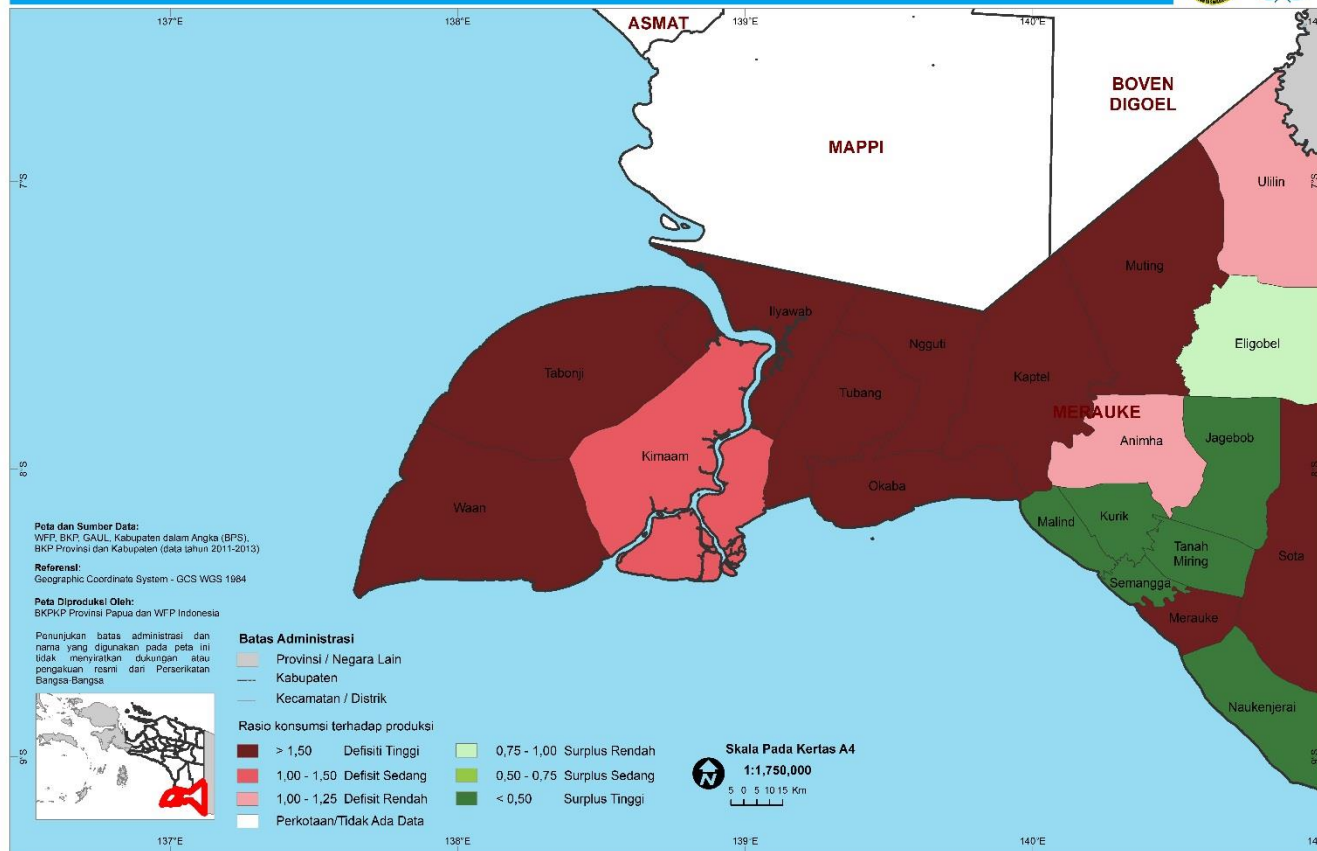 137°E
138°E
139°E
140°E
ASMAT
BOVEN
DIGOEL
MAPPI
7°S
7°S
Ulilin
Muting
Ilyawab
Ngguti
Eligobel
Tabonji
Tubang
Kaptel
MERAUKE
Animha
Jagebob
8°S
8°S
Kimaam
Okaba
Waan
Malind
Kurik
Tanah
Miring
Sota
Semangga
Merauke
Naukenjerai
Peta dan Sumber Data:
WFP, BKP, GAUL, Kabupaten dalam Angka (BPS),
BKP Provinsi dan Kabupaten (data tahun 2011-2013)
Referensi:
Geographic Coordinate System - GCS WGS 1984
Peta Diproduksi Oleh:
BKPKP Provinsi Papua dan WFP Indonesia
Penunjukan batas administrasi dan
nama yang digunakan pada peta ini
tidak menyiratkan dukungan atau
pengakuan resmi dari Perserikatan
Bangsa-Bangsa
Batas Administrasi
Provinsi / Negara Lain
Kabupaten
Kecamatan / Distrik
Rasio konsumsi terhadap produksi
> 1,50 Defisiti Tinggi
1,00 - 1,50 Defisit Sedang
1,00 - 1,25 Defisit Rendah
Perkotaan/Tidak Ada Data
0,75 - 1,00 Surplus Rendah
0,50 - 0,75 Surplus Sedang
< 0,50 Surplus Tinggi
N
Skala Pada Kertas A4
1:1,750,000
5 0 5 10 15 Km
9°S
9°S
137°E
138°E
139°E
140°E